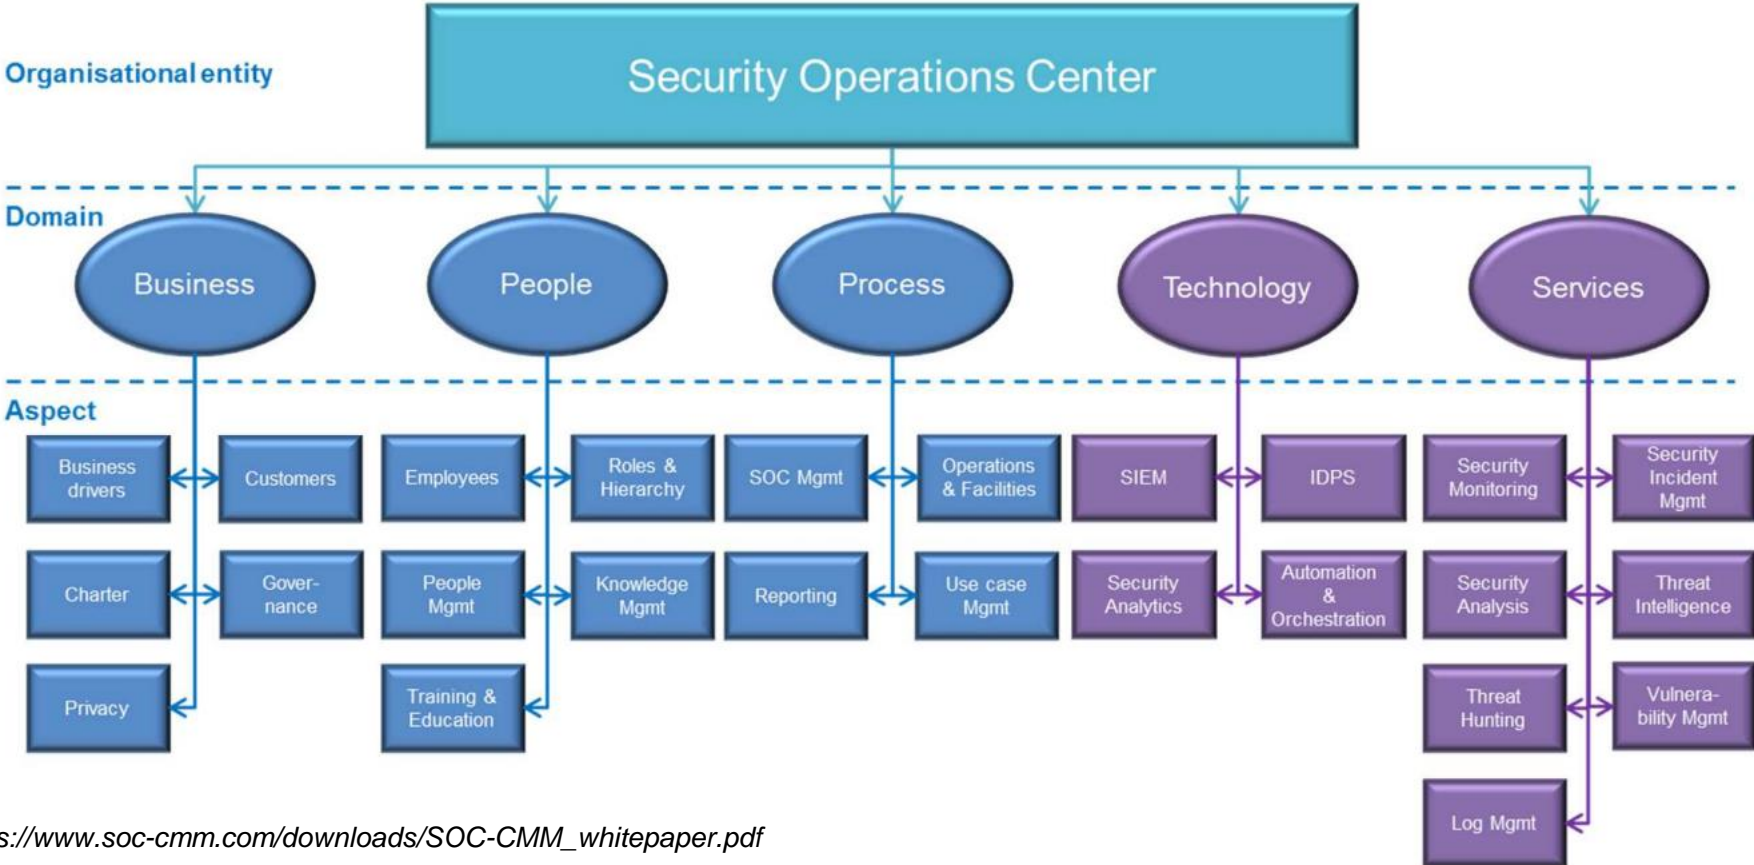 Organisational entity
Security Operations Center
Domain
Business
People
Process
Technology
Services
Aspect
Business
drivers
Customers
Employees
Roles &
Hierarchy
SOC Mgmt
Operations
& Facilities
SIEM
IDPS
Security
Monitoring
Security
Incident
Mgmt
Charter
Gover-
nance
People
Mgmt
Knowledge
Mgmt
Reporting
Use case
Mgmt
Security
Analytics
Automation
&
Orchestration
Security
Analysis
Threat
Intelligence
Privacy
Training &
Education
Threat
Hunting
Vulnera-
bility Mgmt
Log Mgmt
s://www.soc-cmm.com/downloads/SOC-CMM_whitepaper.pdf